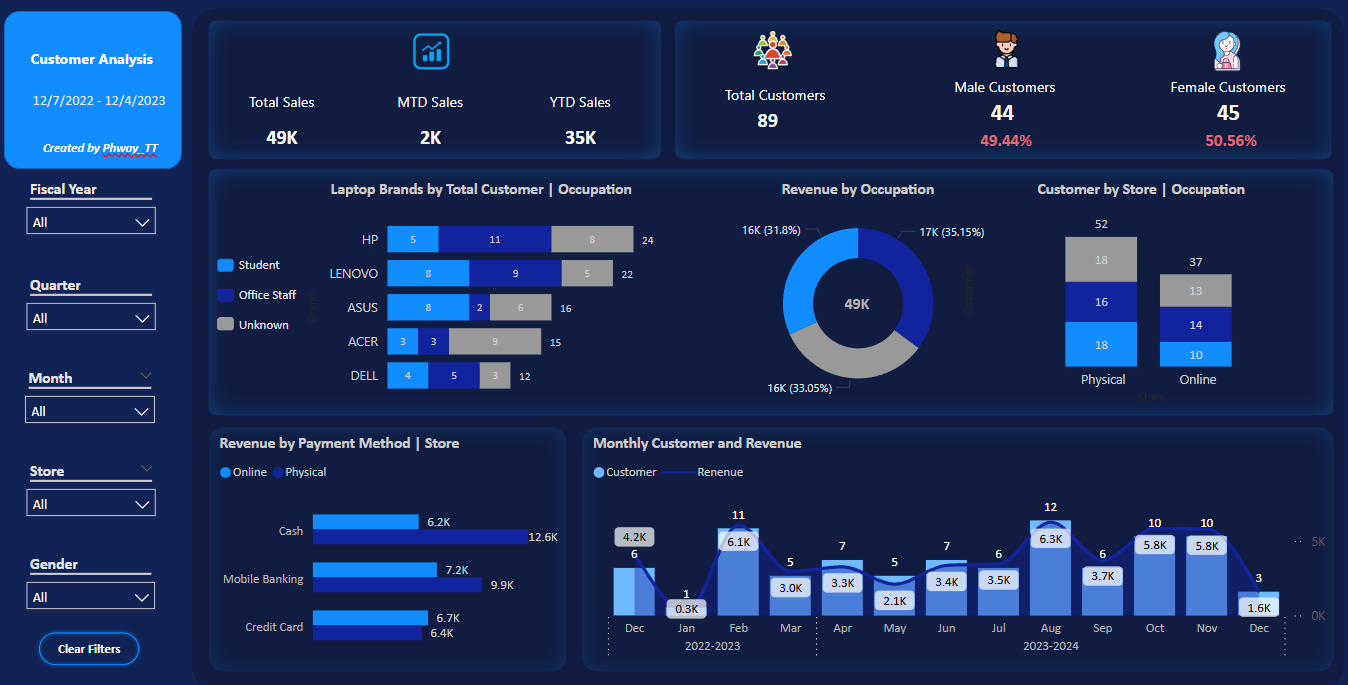 Customer Analysis
12/7/2022 - 12/4/2023
Created by Phway_TT
Fiscal Year
All
Quarter
All
Month
All
Store
All
Gender
All
Clear Filters
Total Sales
49K
MTD Sales
2K
YTD Sales
35K
Total Customers
89
Male Customers
44
49.44%
Female Customers
45
50.56%
Laptop Brands by Total Customer | Occupation
Student
Office Staff
Unknown
HP 5 11 8 24
LENOVO 8 9 5 22
ASUS 8 2 6 16
ACER 3 3 9 15
DELL 4 5 3 12
Revenue by Occupation
16K (31.8%)
17K (35.15%)
49K
16K (33.05%)
Customer by Store | Occupation
52
18
16
18
Physical
37
13
14
10
Online
Store
Revenue by Payment Method | Store
Online Physical
Cash 6.2K
12.6K
Mobile Banking 7.2K
9.9K
Credit Card 6.7K
6.4K
Monthly Customer and Revenue
Customer Renenue
6 1 11 5 7 5 7 6 12 6 10 10 3
4.2K 0.3K 6.1K 3.0K 3.3K 2.1K 3.4K 3.5K 6.3K 3.7K 5.8K 5.8K 1.6K
5K
0K
Dec Jan Feb Mar Apr May Jun Jul Aug Sep Oct Nov Dec
2022-2023 2023-2024